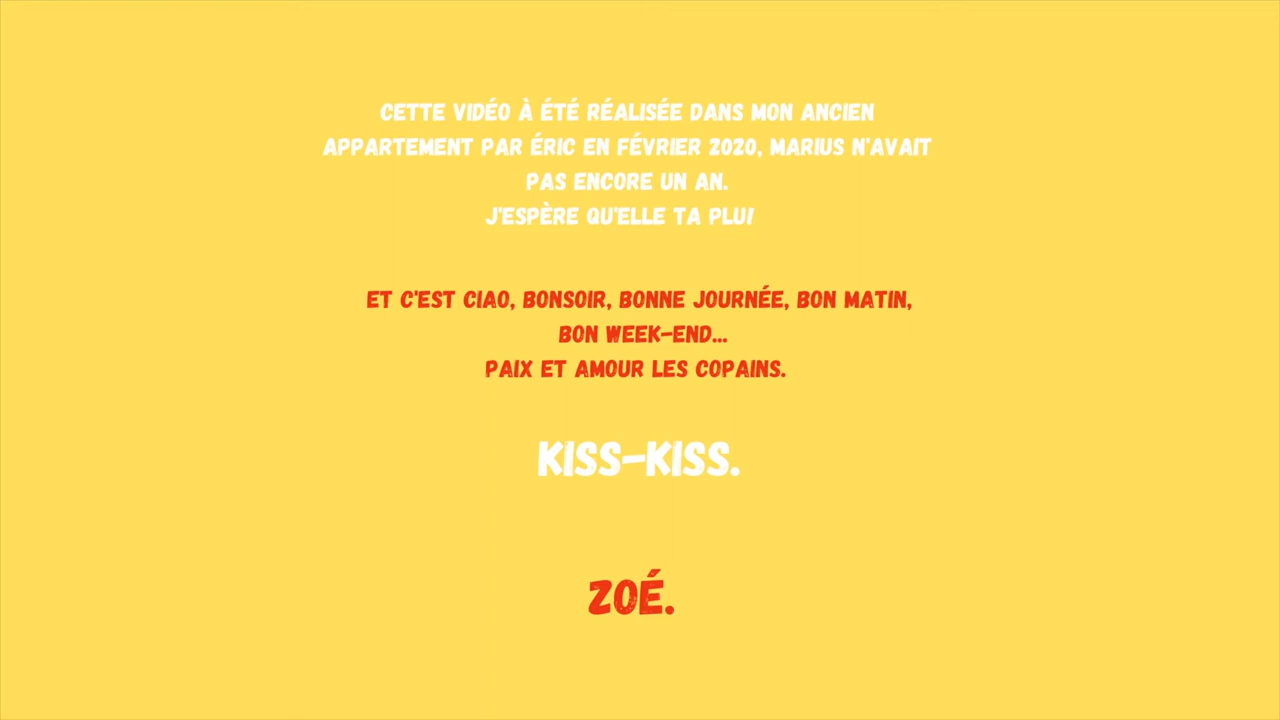 CETTE VIDÉO À ÉTÉ RÉALISÉE DANS MON ANCIEN
APPARTEMENT PAR ÉRIC EN FÉVRIER 2020, MARIUS N'AVAIT
PAS ENCORE UN AN.
J'ESPÈRE QU'ELLE TA PLU!
ET C'EST CIAO, BONSOIR, BONNE JOURNÉE, BON MATIN,
BON WEEK-END...
PAIX ET AMOUR LES COPAINS.
KISS-KISS.
ZOÉ.